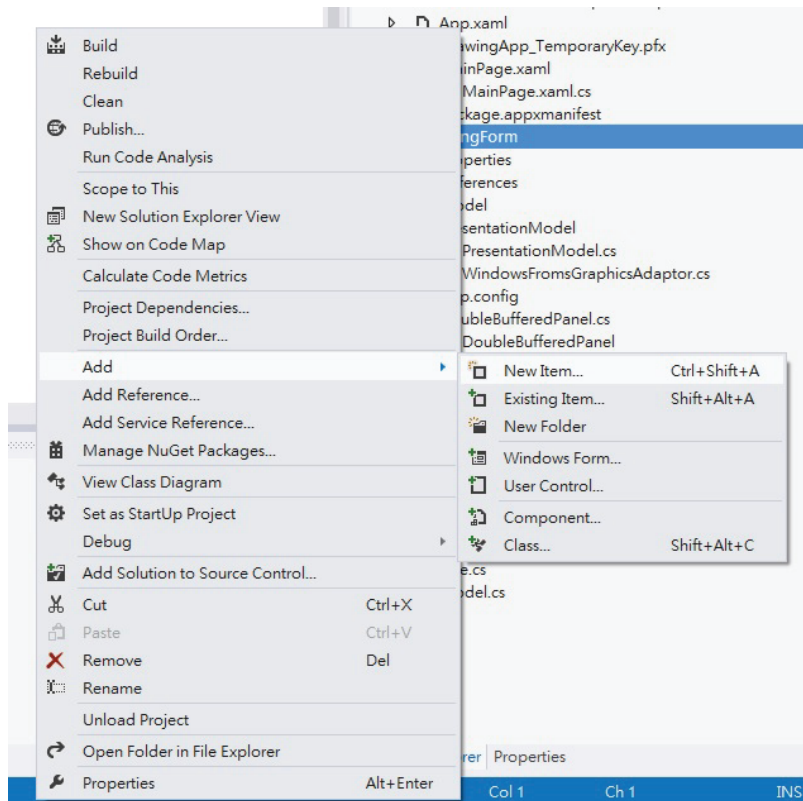 App.xaml
Build
wingApp_TemporaryKey.pfx
Rebuild
inPage.xaml
Clean
MainPage.xaml.cs
Publish...
kage.appxmanifest
ngForm
Run Code Analysis
perties
Scope to This
ferences
New Solution Explorer View
del
sentationModel
Show on Code Map
PresentationModel.cs
Calculate Code Metrics
WindowsFromsGraphicsAdaptor.cs
Project Dependencies...
p.config
Project Build Order...
ubleBufferedPanel.cs
DoubleBufferedPanel
Add
New Item... Ctrl+Shift+A
Add Reference...
Existing Item... Shift+Alt+A
Add Service Reference...
New Folder
Manage NuGet Packages...
Windows Form...
View Class Diagram
User Control...
Set as StartUp Project
Component...
Debug
Class... Shift+Alt+C
Add Solution to Source Control...
e.cs
Cut Ctrl+X
del.cs
Paste Ctrl+V
Remove Del
Rename
Unload Project
Open Folder in File Explorer
rer Properties
Properties Alt+Enter
Col 1 Ch 1 INS